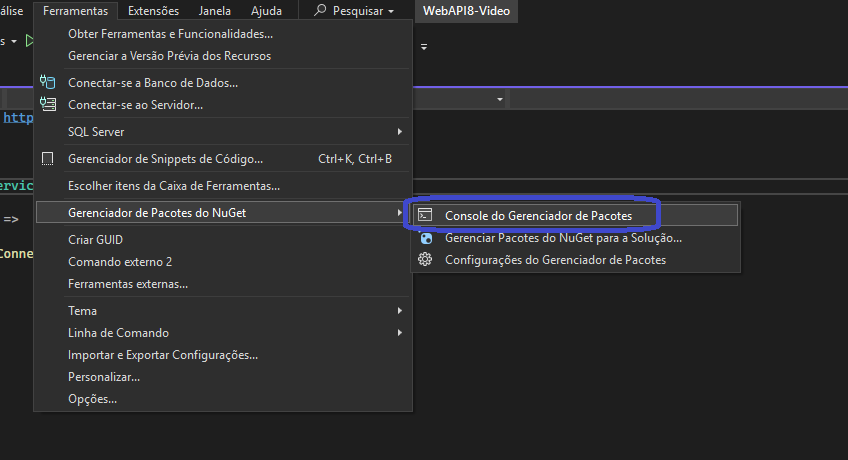 álise Ferramentas Extensões Janela Ajuda Pesquisar WebAPI8-Video
s
Obter Ferramentas e Funcionalidades...
Gerenciar a Versão Prévia dos Recursos
Conectar-se a Banco de Dados...
Conectar-se ao Servidor...
http
SQL Server
Gerenciador de Snippets de Código... Ctrl+K, Ctrl+B
Escolher itens da Caixa de Ferramentas...
ervic
Gerenciador de Pacotes do NuGet
Console do Gerenciador de Pacotes
=>
Criar GUID
Gerenciar Pacotes do NuGet para a Solução...
Conne
Comando externo 2
Configurações do Gerenciador de Pacotes
Ferramentas externas...
Tema
Linha de Comando
Importar e Exportar Configurações...
Personalizar...
Opções...